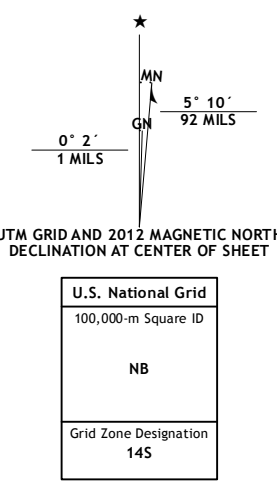 ★
MN
5° 10´
92 MILS
GN
0° 2´
1 MILS
UTM GRID AND 2012 MAGNETIC NORTH
DECLINATION AT CENTER OF SHEET
U.S. National Grid
100,000-m Square ID
NB
Grid Zone Designation
14S